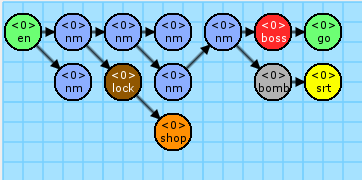 <0> <0> <0> <0> <0> <0> <0>
en nm nm nm nm boss go
<0> <0> <0> <0> <0>
nm lock nm bomb srt
<0>
shop